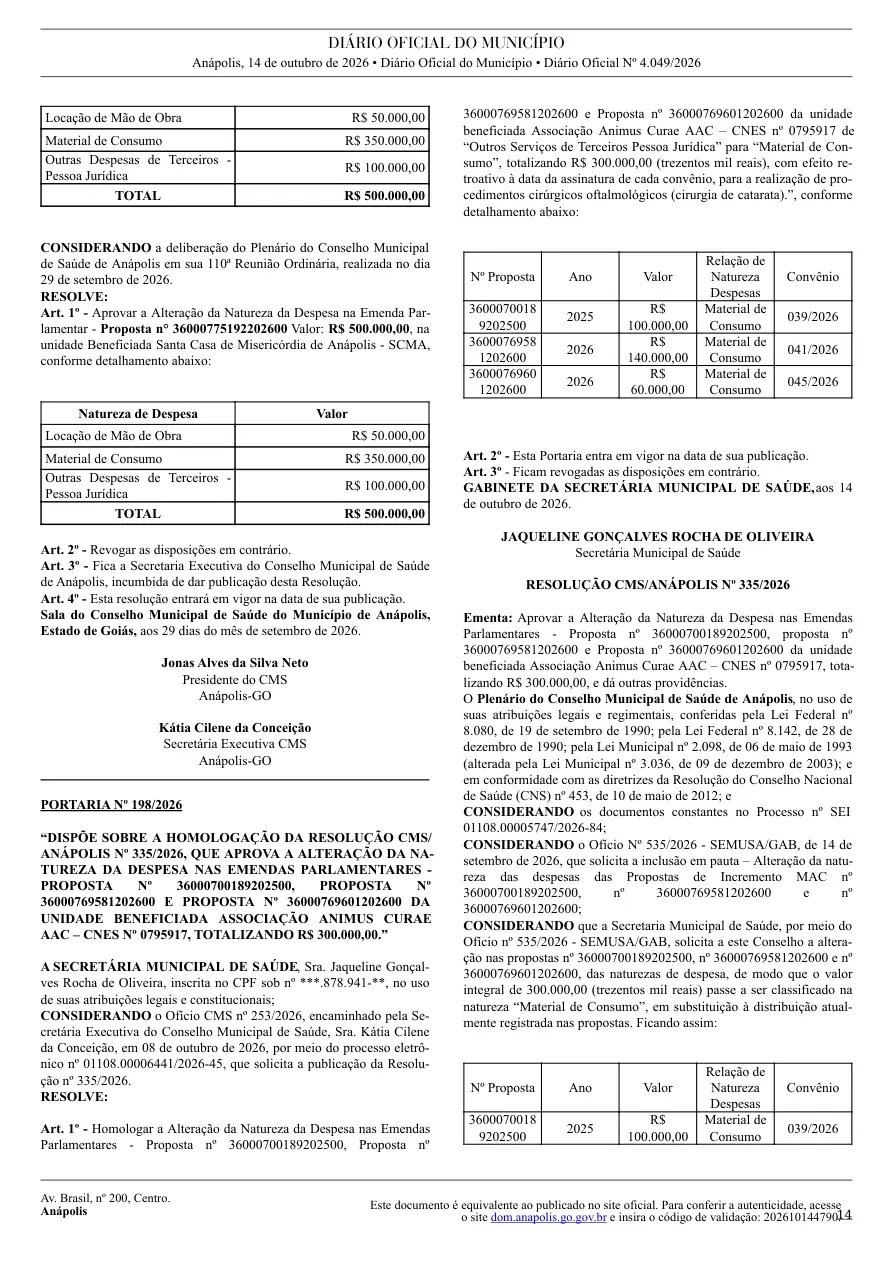 DIÁRIO OFICIAL DO MUNICÍPIO
Anápolis, 14 de outubro de 2026 • Diário Oficial do Município • Diário Oficial Nº 4.049/2026
Locação de Mão de Obra R$ 50.000,00
Material de Consumo R$ 350.000,00
Outras Despesas de Terceiros -
Pessoa Jurídica R$ 100.000,00
TOTAL R$ 500.000,00
CONSIDERANDO a deliberação do Plenário do Conselho Municipal
de Saúde de Anápolis em sua 110ª Reunião Ordinária, realizada no dia
29 de setembro de 2026.
RESOLVE:
Art. 1º - Aprovar a Alteração da Natureza da Despesa na Emenda Par-
lamentar - Proposta n° 36000775192202600 Valor: R$ 500.000,00, na
unidade Beneficiada Santa Casa de Misericórdia de Anápolis - SCMA,
conforme detalhamento abaixo:
Natureza de Despesa Valor
Locação de Mão de Obra R$ 50.000,00
Material de Consumo R$ 350.000,00
Outras Despesas de Terceiros -
Pessoa Jurídica R$ 100.000,00
TOTAL R$ 500.000,00
Art. 2º - Revogar as disposições em contrário.
Art. 3º - Fica a Secretaria Executiva do Conselho Municipal de Saúde
de Anápolis, incumbida de dar publicação desta Resolução.
Art. 4º - Esta resolução entrará em vigor na data de sua publicação.
Sala do Conselho Municipal de Saúde do Município de Anápolis,
Estado de Goiás, aos 29 dias do mês de setembro de 2026.
Jonas Alves da Silva Neto
Presidente do CMS
Anápolis-GO
Kátia Cilene da Conceição
Secretária Executiva CMS
Anápolis-GO
PORTARIA Nº 198/2026
“DISPÕE SOBRE A HOMOLOGAÇÃO DA RESOLUÇÃO CMS/
ANÁPOLIS Nº 335/2026, QUE APROVA A ALTERAÇÃO DA NA-
TUREZA DA DESPESA NAS EMENDAS PARLAMENTARES -
PROPOSTA Nº 36000700189202500, PROPOSTA Nº
36000769581202600 E PROPOSTA Nº 36000769601202600 DA
UNIDADE BENEFICIADA ASSOCIAÇÃO ANIMUS CURAE
AAC – CNES Nº 0795917, TOTALIZANDO R$ 300.000,00.”
A SECRETÁRIA MUNICIPAL DE SAÚDE, Sra. Jaqueline Gonçal-
ves Rocha de Oliveira, inscrita no CPF sob nº ***.878.941-**, no uso
de suas atribuições legais e constitucionais;
CONSIDERANDO o Ofício CMS nº 253/2026, encaminhado pela Se-
cretária Executiva do Conselho Municipal de Saúde, Sra. Kátia Cilene
da Conceição, em 08 de outubro de 2026, por meio do processo eletrô-
nico nº 01108.00006441/2026-45, que solicita a publicação da Resolu-
ção nº 335/2026.
RESOLVE:
Art. 1º - Homologar a Alteração da Natureza da Despesa nas Emendas
Parlamentares - Proposta nº 36000700189202500, Proposta nº
36000769581202600 e Proposta nº 36000769601202600 da unidade
beneficiada Associação Animus Curae AAC – CNES nº 0795917 de
“Outros Serviços de Terceiros Pessoa Jurídica” para “Material de Con-
sumo”, totalizando R$ 300.000,00 (trezentos mil reais), com efeito re-
troativo à data da assinatura de cada convênio, para a realização de pro-
cedimentos cirúrgicos oftalmológicos (cirurgia de catarata).”, conforme
detalhamento abaixo:
Nº Proposta Ano Valor Relação de
Natureza
Despesas Convênio
3600070018
9202500 2025 R$
100.000,00 Material de
Consumo 039/2026
3600076958
1202600 2026 R$
140.000,00 Material de
Consumo 041/2026
3600076960
1202600 2026 R$
60.000,00 Material de
Consumo 045/2026
Art. 2º - Esta Portaria entra em vigor na data de sua publicação.
Art. 3º - Ficam revogadas as disposições em contrário.
GABINETE DA SECRETÁRIA MUNICIPAL DE SAÚDE,aos 14
de outubro de 2026.
JAQUELINE GONÇALVES ROCHA DE OLIVEIRA
Secretária Municipal de Saúde
RESOLUÇÃO CMS/ANÁPOLIS Nº 335/2026
Ementa: Aprovar a Alteração da Natureza da Despesa nas Emendas
Parlamentares - Proposta nº 36000700189202500, proposta nº
36000769581202600 e Proposta nº 36000769601202600 da unidade
beneficiada Associação Animus Curae AAC – CNES nº 0795917, tota-
lizando R$ 300.000,00, e dá outras providências.
O Plenário do Conselho Municipal de Saúde de Anápolis, no uso de
suas atribuições legais e regimentais, conferidas pela Lei Federal nº
8.080, de 19 de setembro de 1990; pela Lei Federal nº 8.142, de 28 de
dezembro de 1990; pela Lei Municipal nº 2.098, de 06 de maio de 1993
(alterada pela Lei Municipal nº 3.036, de 09 de dezembro de 2003); e
em conformidade com as diretrizes da Resolução do Conselho Nacional
de Saúde (CNS) nº 453, de 10 de maio de 2012; e
CONSIDERANDO os documentos constantes no Processo nº SEI
01108.00005747/2026-84;
CONSIDERANDO o Ofício Nº 535/2026 - SEMUSA/GAB, de 14 de
setembro de 2026, que solicita a inclusão em pauta – Alteração da natu-
reza das despesas das Propostas de Incremento MAC nº
36000700189202500, nº 36000769581202600 e nº
36000769601202600;
CONSIDERANDO que a Secretaria Municipal de Saúde, por meio do
Ofício nº 535/2026 - SEMUSA/GAB, solicita a este Conselho a altera-
ção nas propostas nº 36000700189202500, nº 36000769581202600 e nº
36000769601202600, das naturezas de despesa, de modo que o valor
integral de 300.000,00 (trezentos mil reais) passe a ser classificado na
natureza “Material de Consumo”, em substituição à distribuição atual-
mente registrada nas propostas. Ficando assim:
Nº Proposta Ano Valor Relação de
Natureza
Despesas Convênio
3600070018
9202500 2025 R$
100.000,00 Material de
Consumo 039/2026
Av. Brasil, nº 200, Centro.
Anápolis
Este documento é equivalente ao publicado no site oficial. Para conferir a autenticidade, acesse
o site dom.anapolis.go.gov.br e insira o código de validação: 202610144790
14